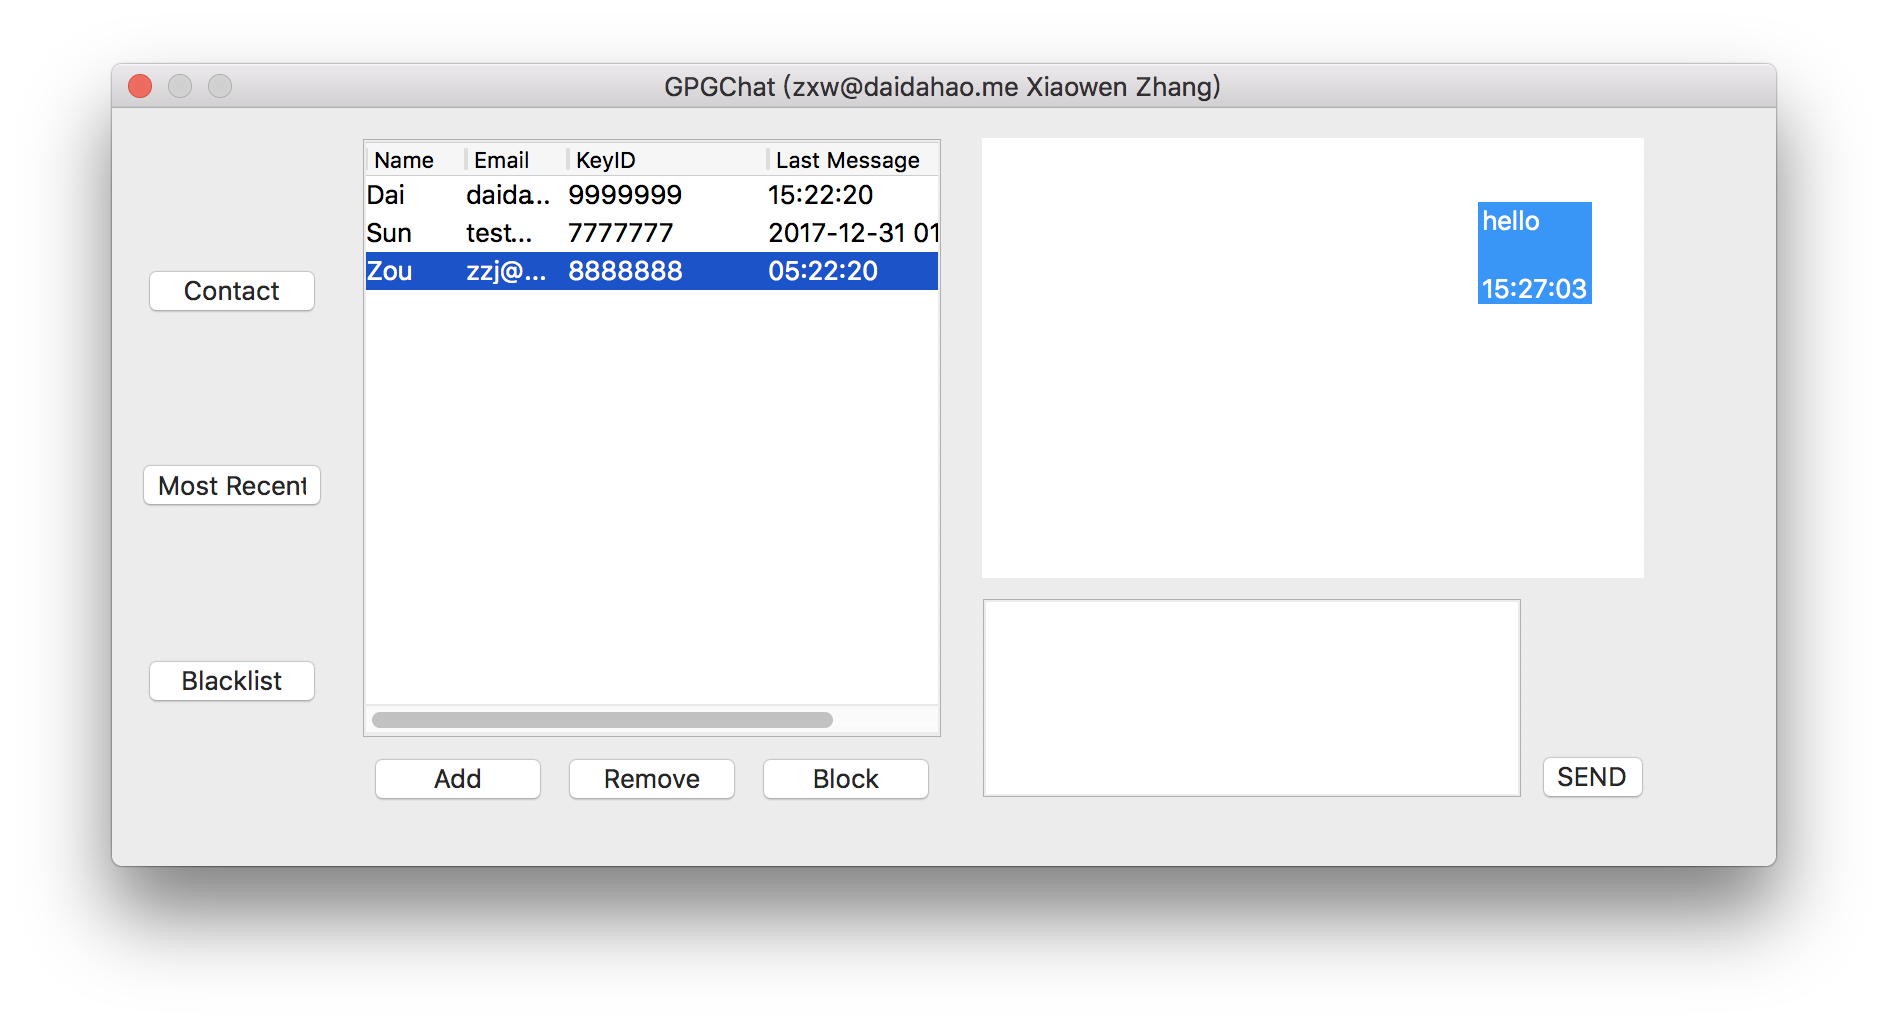 GPGChat (zxw@daidahao.me Xiaowen Zhang)
Contact
Most Recent
Blacklist
Name Email KeyID Last Message
Dai daida... 9999999 15:22:20
Sun test... 7777777 2017-12-31 01
Zou zzj@... 8888888 05:22:20
Add Remove Block
hello
15:27:03
SEND